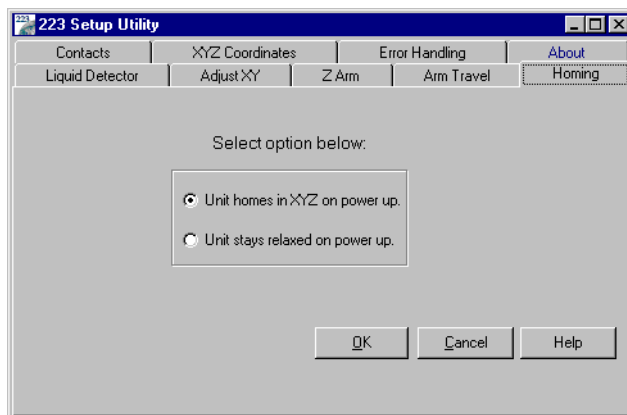 223 223 Setup Utility
Contacts XYZ Coordinates Error Handling About
Liquid Detector Adjust XY Z Arm Arm Travel Homing
Select option below:
Unit homes in XYZ on power up.
Unit stays relaxed on power up.
OK Cancel Help